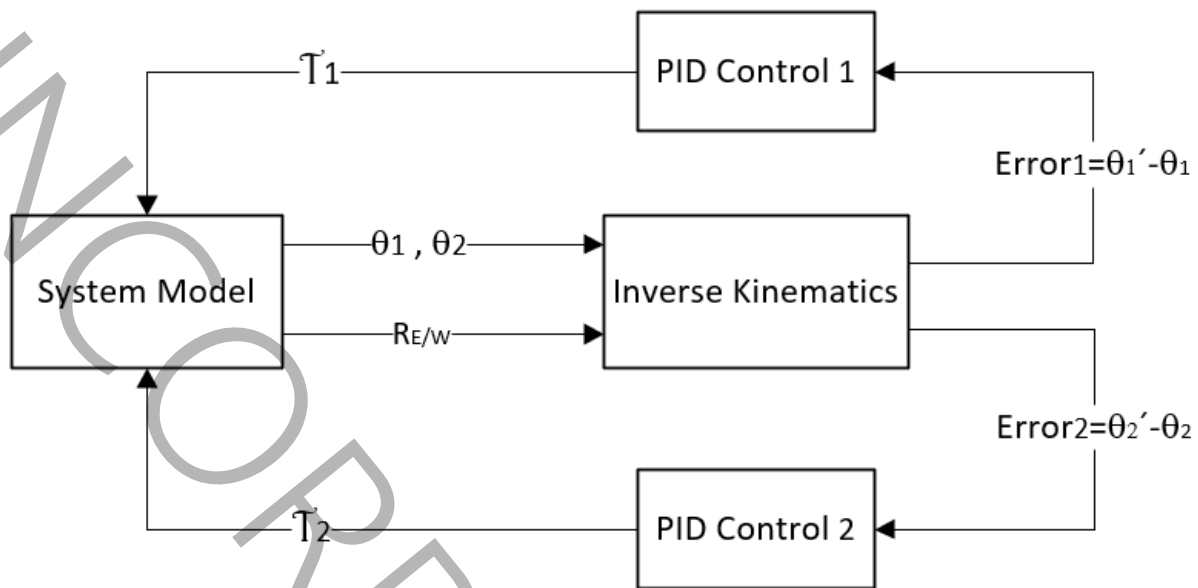 𝒯1
PID Control 1
Error1=θ1´-θ1
System Model
θ1 , θ2
Inverse Kinematics
RE/W
Error2=θ2´-θ2
𝒯2
PID Control 2
INCORR